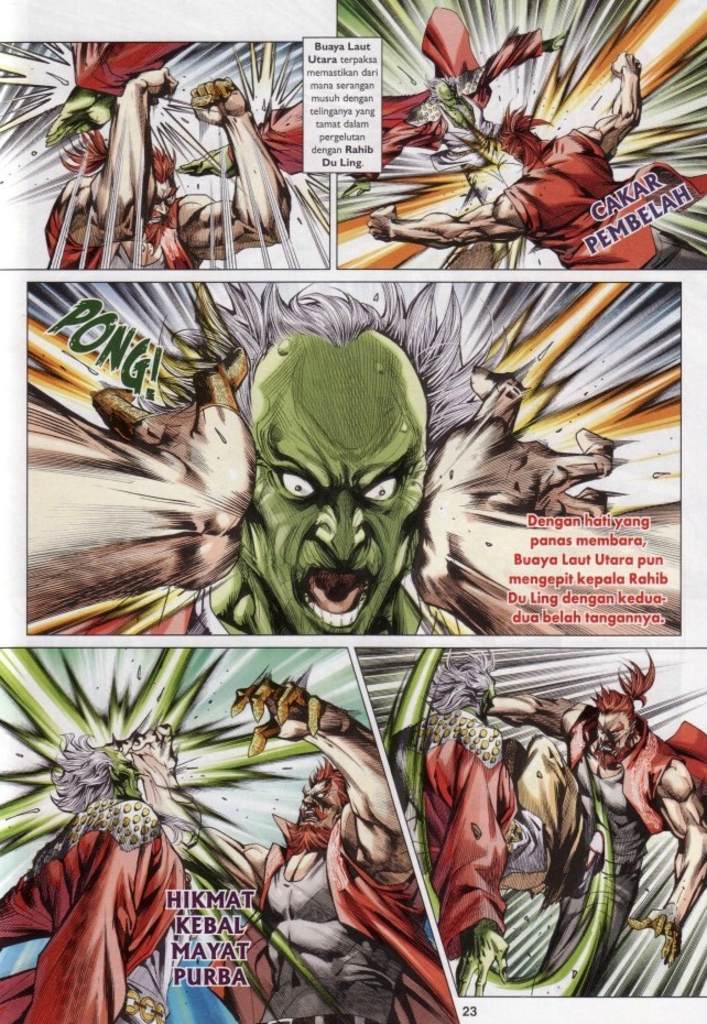 Buaya Laut
Utara terpaksa
memastikan dari
mana serangan
musuh dengan
telinganya yang
tamat dalam
pergelutan
dengan Rahib
Du Ling.
CAKAR
PEMBELAH
PONG!
Dengan hati yang
panas membara,
Buaya Laut Utara pun
mengepit kepala Rahib
Du Ling dengan kedua-
dua belah tangannya.
HIKMAT
KEBAL
MAYAT
PURBA
23